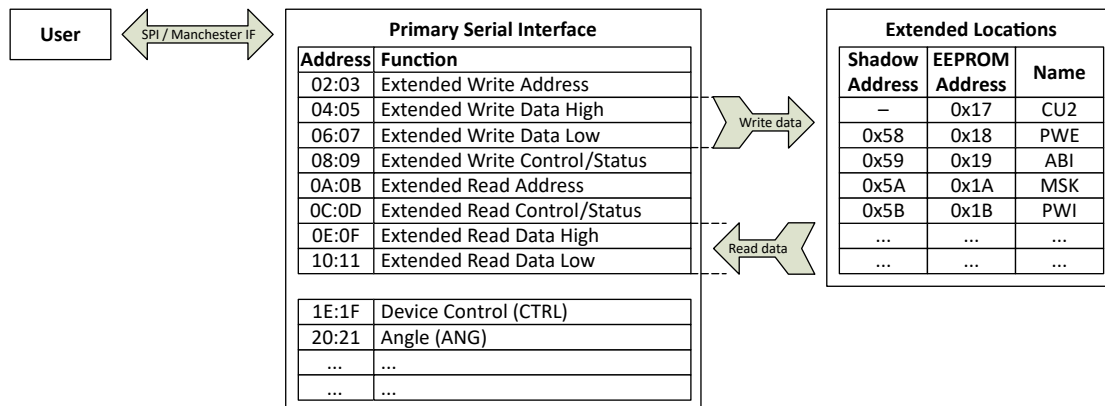 User
SPI / Manchester IF
Primary Serial Interface
Address Function
02:03 Extended Write Address
04:05 Extended Write Data High
06:07 Extended Write Data Low
08:09 Extended Write Control/Status
0A:0B Extended Read Address
0C:0D Extended Read Control/Status
0E:0F Extended Read Data High
10:11 Extended Read Data Low
1E:1F Device Control (CTRL)
20:21 Angle (ANG)
... ...
... ...
Write data
Read data
Extended Locations
Shadow Address EEPROM Address Name
– 0x17 CU2
0x58 0x18 PWE
0x59 0x19 ABI
0x5A 0x1A MSK
0x5B 0x1B PWI
... ... ...
... ... ...